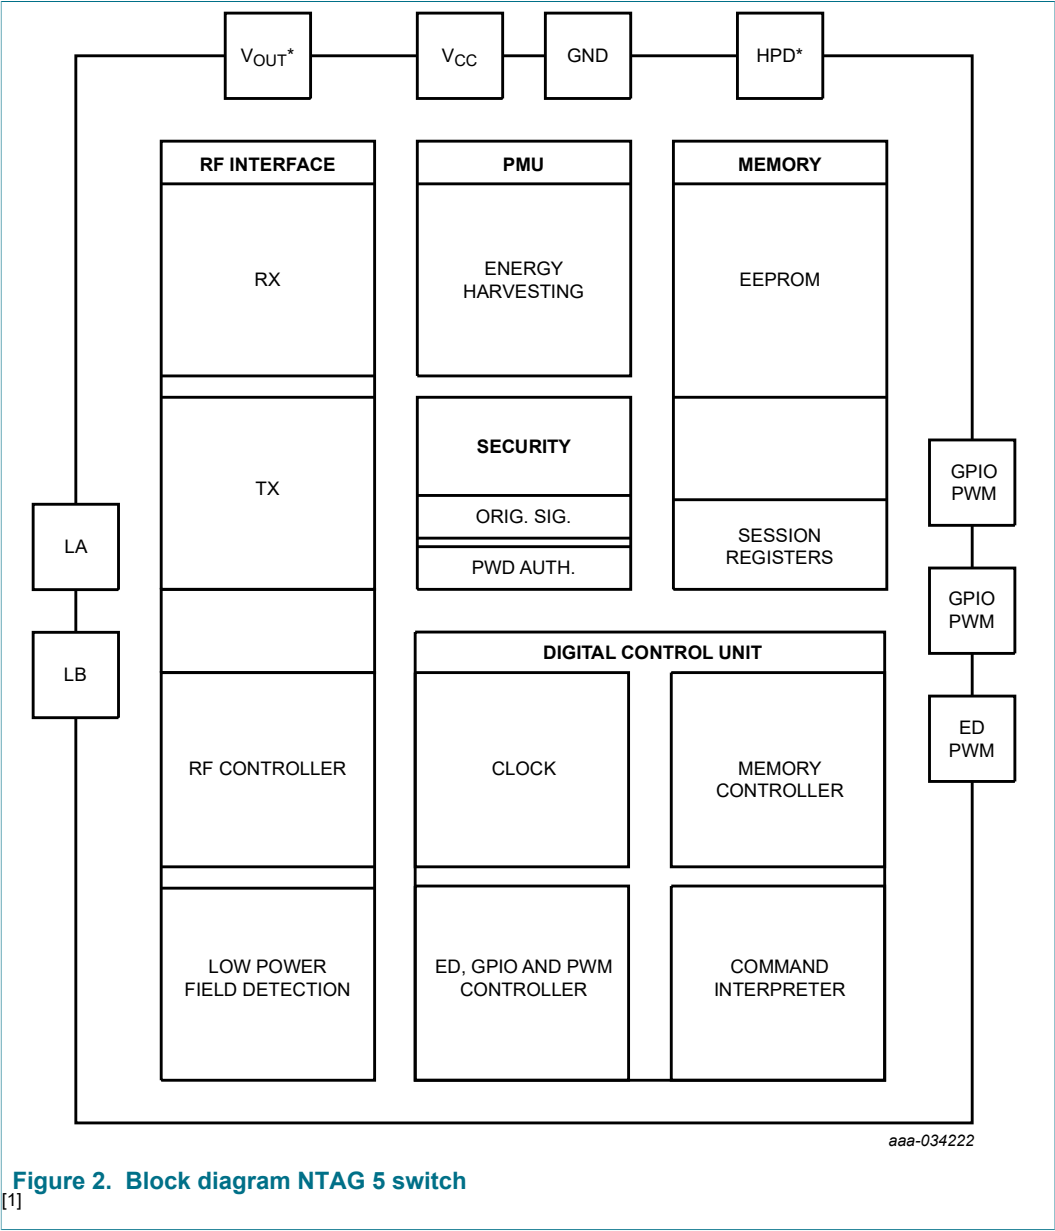 VOUT*
VCC
GND
HPD*
RF INTERFACE
PMU
MEMORY
RX
ENERGY
HARVESTING
EEPROM
TX
SECURITY
ORIG. SIG.
PWD AUTH.
SESSION
REGISTERS
LA
LB
GPIO
PWM
GPIO
PWM
ED
PWM
DIGITAL CONTROL UNIT
RF CONTROLLER
CLOCK
MEMORY
CONTROLLER
LOW POWER
FIELD DETECTION
ED, GPIO AND PWM
CONTROLLER
COMMAND
INTERPRETER
aaa-034222
Figure 2. Block diagram NTAG 5 switch
[1]